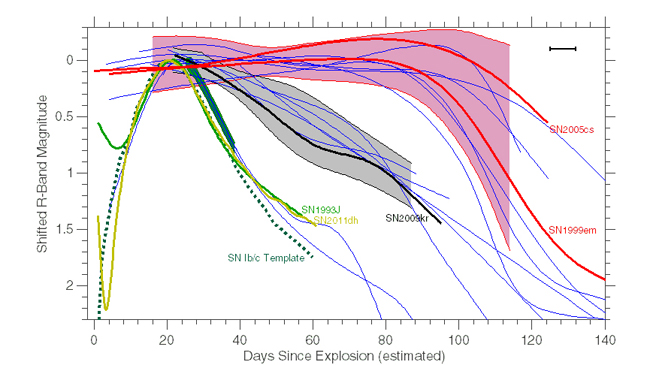 0
0.5
1
1.5
2
Shifted R-Band Magnitude
SN2005cs
SN1993J
SN2011dh
SN2009kr
SN1999em
SN Ib/c Template
0 20 40 60 80 100 120 140
Days Since Explosion (estimated)